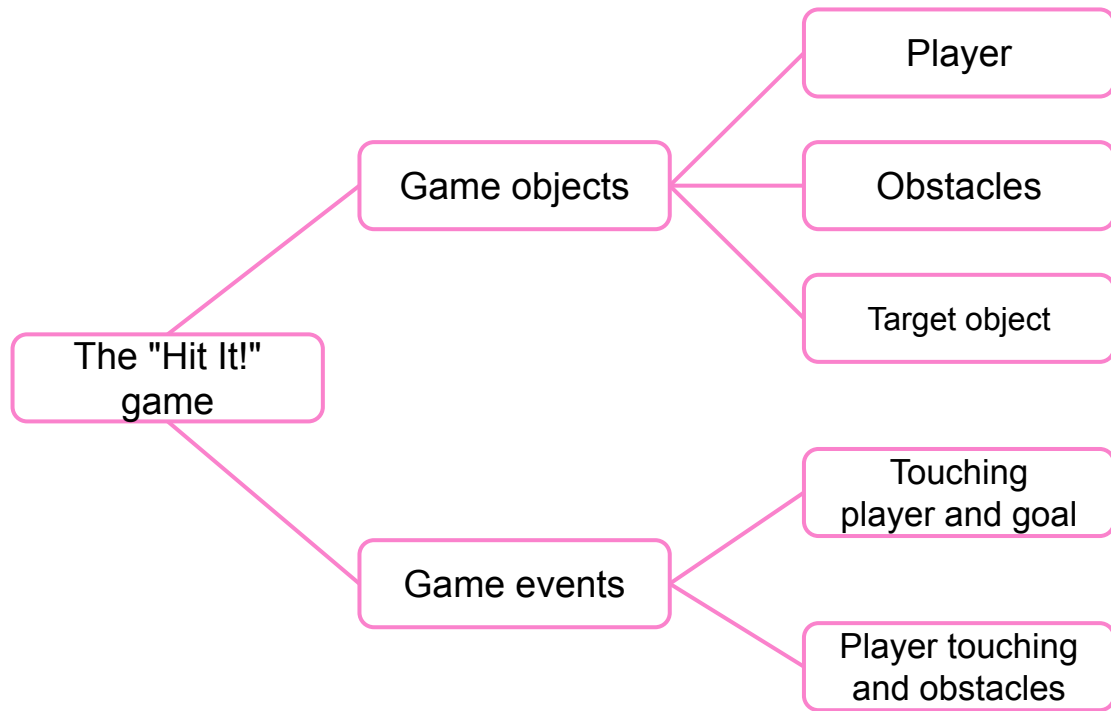 The "Hit It!"
game
Game objects
Player
Obstacles
Target object
Game events
Touching
player and goal
Player touching
and obstacles